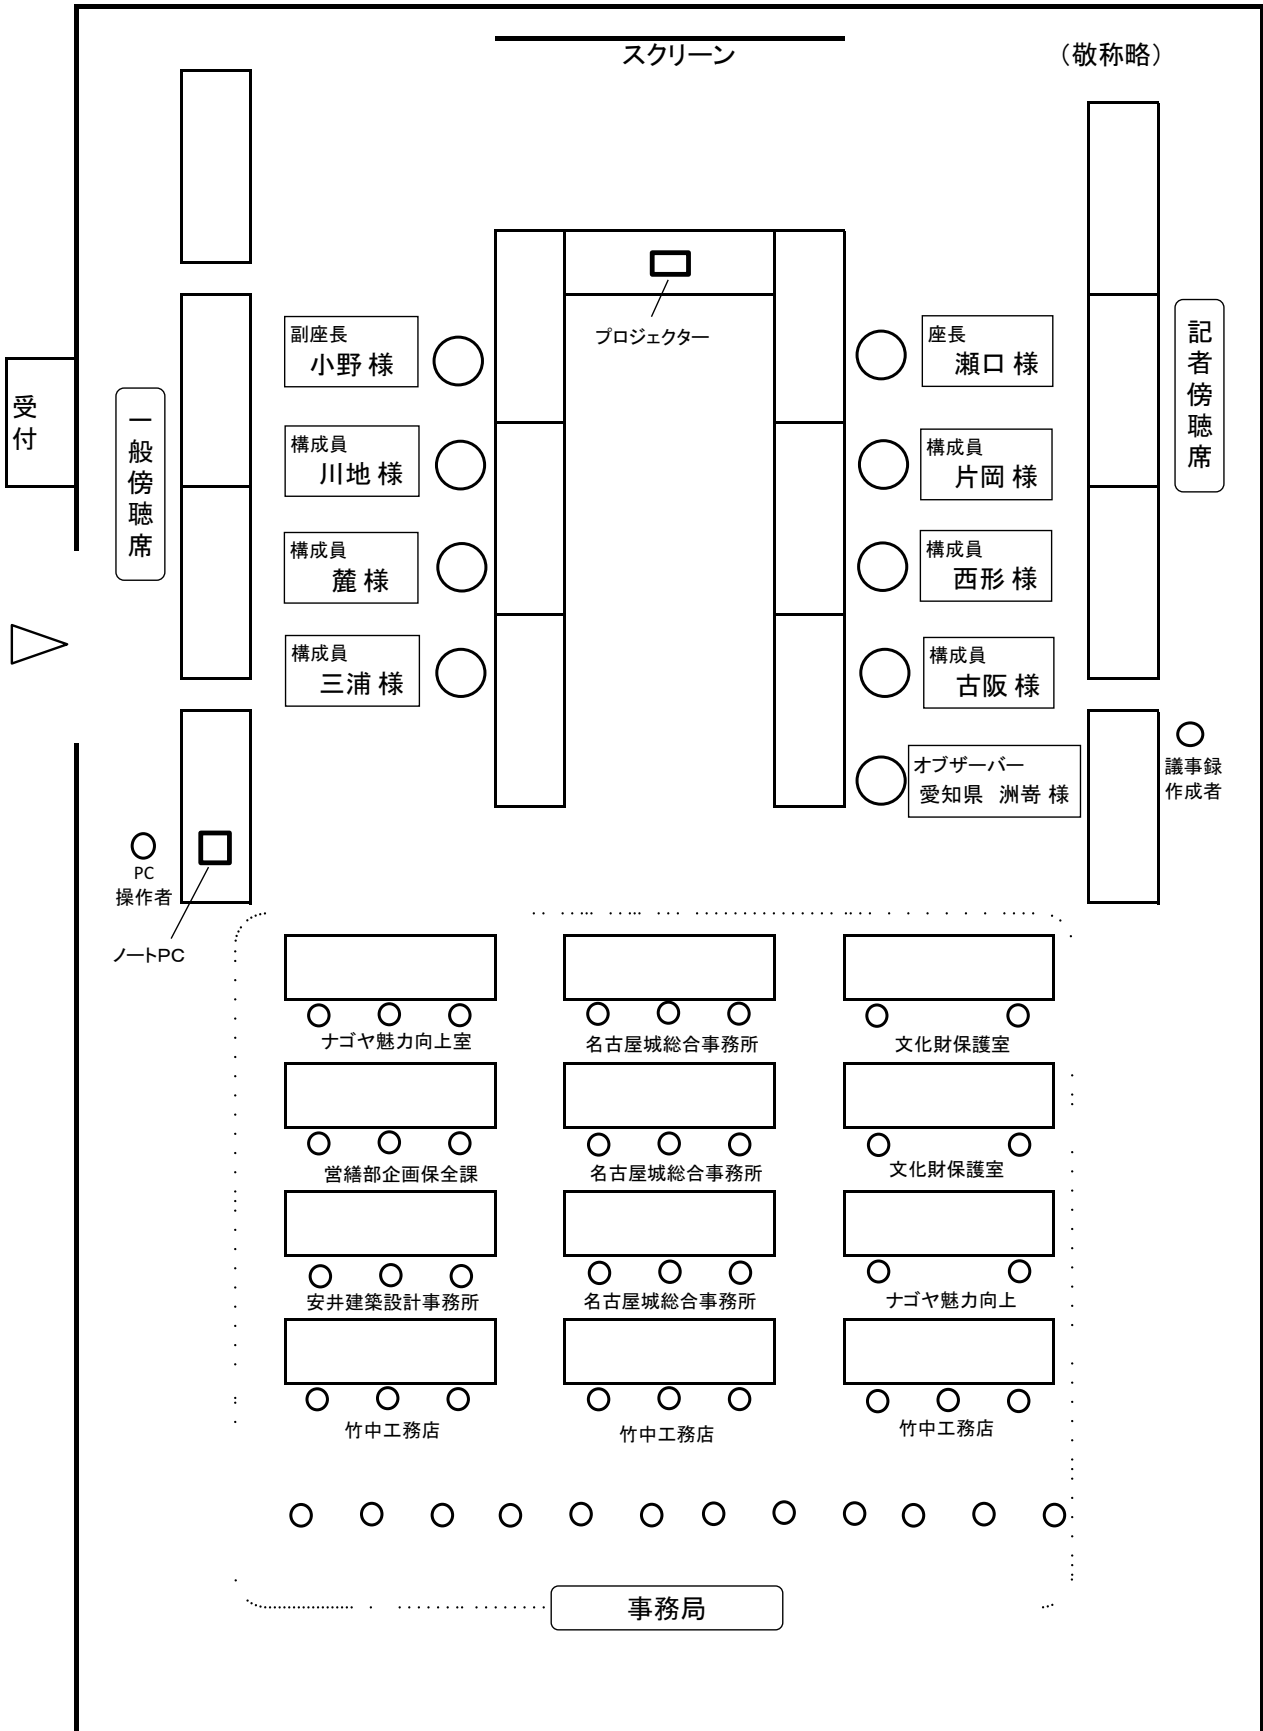 スクリーン
（敬称略）
プロジェクター
副座長
小野 様
座長
瀬口 様
記者傍聴席
受付
一般傍聴席
構成員
川地 様
構成員
片岡 様
構成員
麓 様
構成員
西形 様
構成員
三浦 様
構成員
古阪 様
オブザーバー
愛知県　洲嵜 様
議事録
作成者
PC
操作者
ノートPC
ナゴヤ魅力向上室
名古屋城総合事務所
文化財保護室
営繕部企画保全課
名古屋城総合事務所
文化財保護室
安井建築設計事務所
名古屋城総合事務所
ナゴヤ魅力向上
竹中工務店
竹中工務店
竹中工務店
事務局